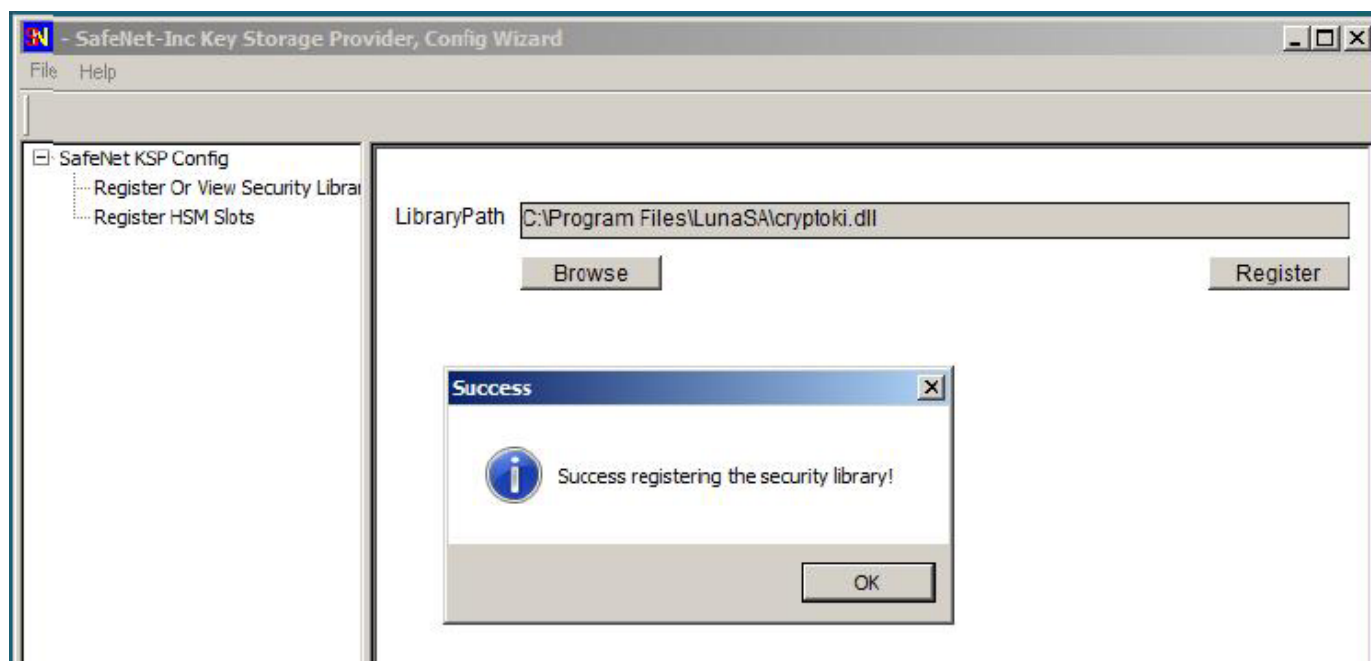 SN - SafeNet-Inc Key Storage Provider, Config Wizard
File Help
SafeNet KSP Config
Register Or View Security Librar
Register HSM Slots
LibraryPath C:\Program Files\LunaSA\cryptoki.dll
Browse Register
Success
Success registering the security library!
OK